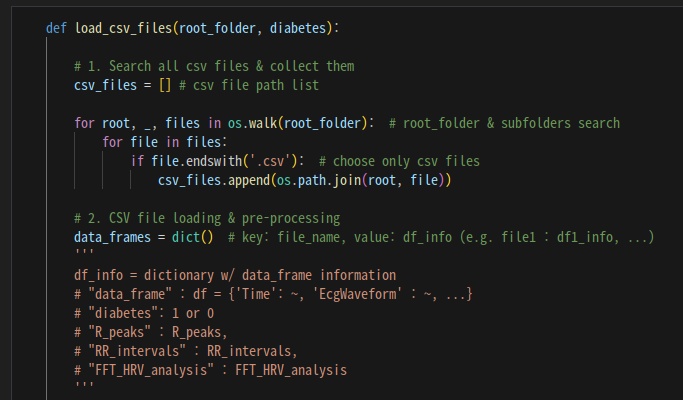 def load_csv_files(root_folder, diabetes):
# 1. Search all csv files & collect them
csv_files = [] # csv file path list
for root, _, files in os.walk(root_folder):  # root_folder & subfolders search
for file in files:
if file.endswith('.csv'):  # choose only csv files
csv_files.append(os.path.join(root, file))
# 2. CSV file loading & pre-processing
data_frames = dict()  # key: file_name, value: df_info (e.g. file1 : df1_info, ...)
'''
df_info = dictionary w/ data_frame information
# "data_frame" : df = {'Time': ~, 'EcgWaveform' : ~, ...}
# "diabetes": 1 or 0
# "R_peaks" : R_peaks,
# "RR_intervals" : RR_intervals,
# "FFT_HRV_analysis" : FFT_HRV_analysis
'''